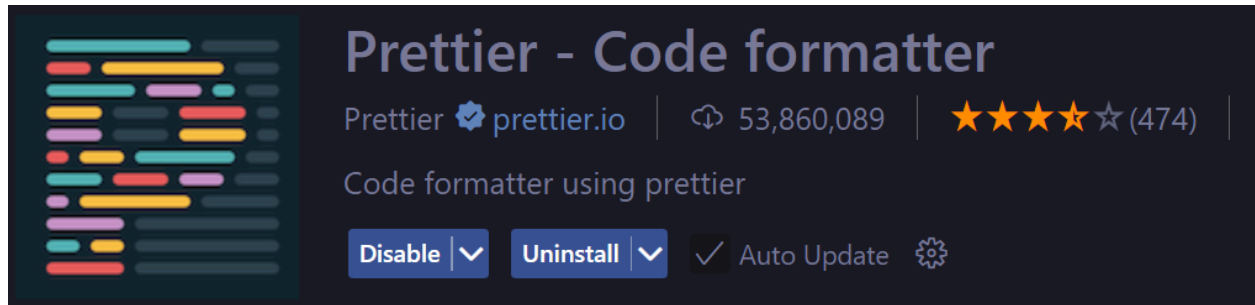 Prettier - Code formatter
Prettier prettier.io 53,860,089 (474)
Code formatter using prettier
Disable Uninstall Auto Update